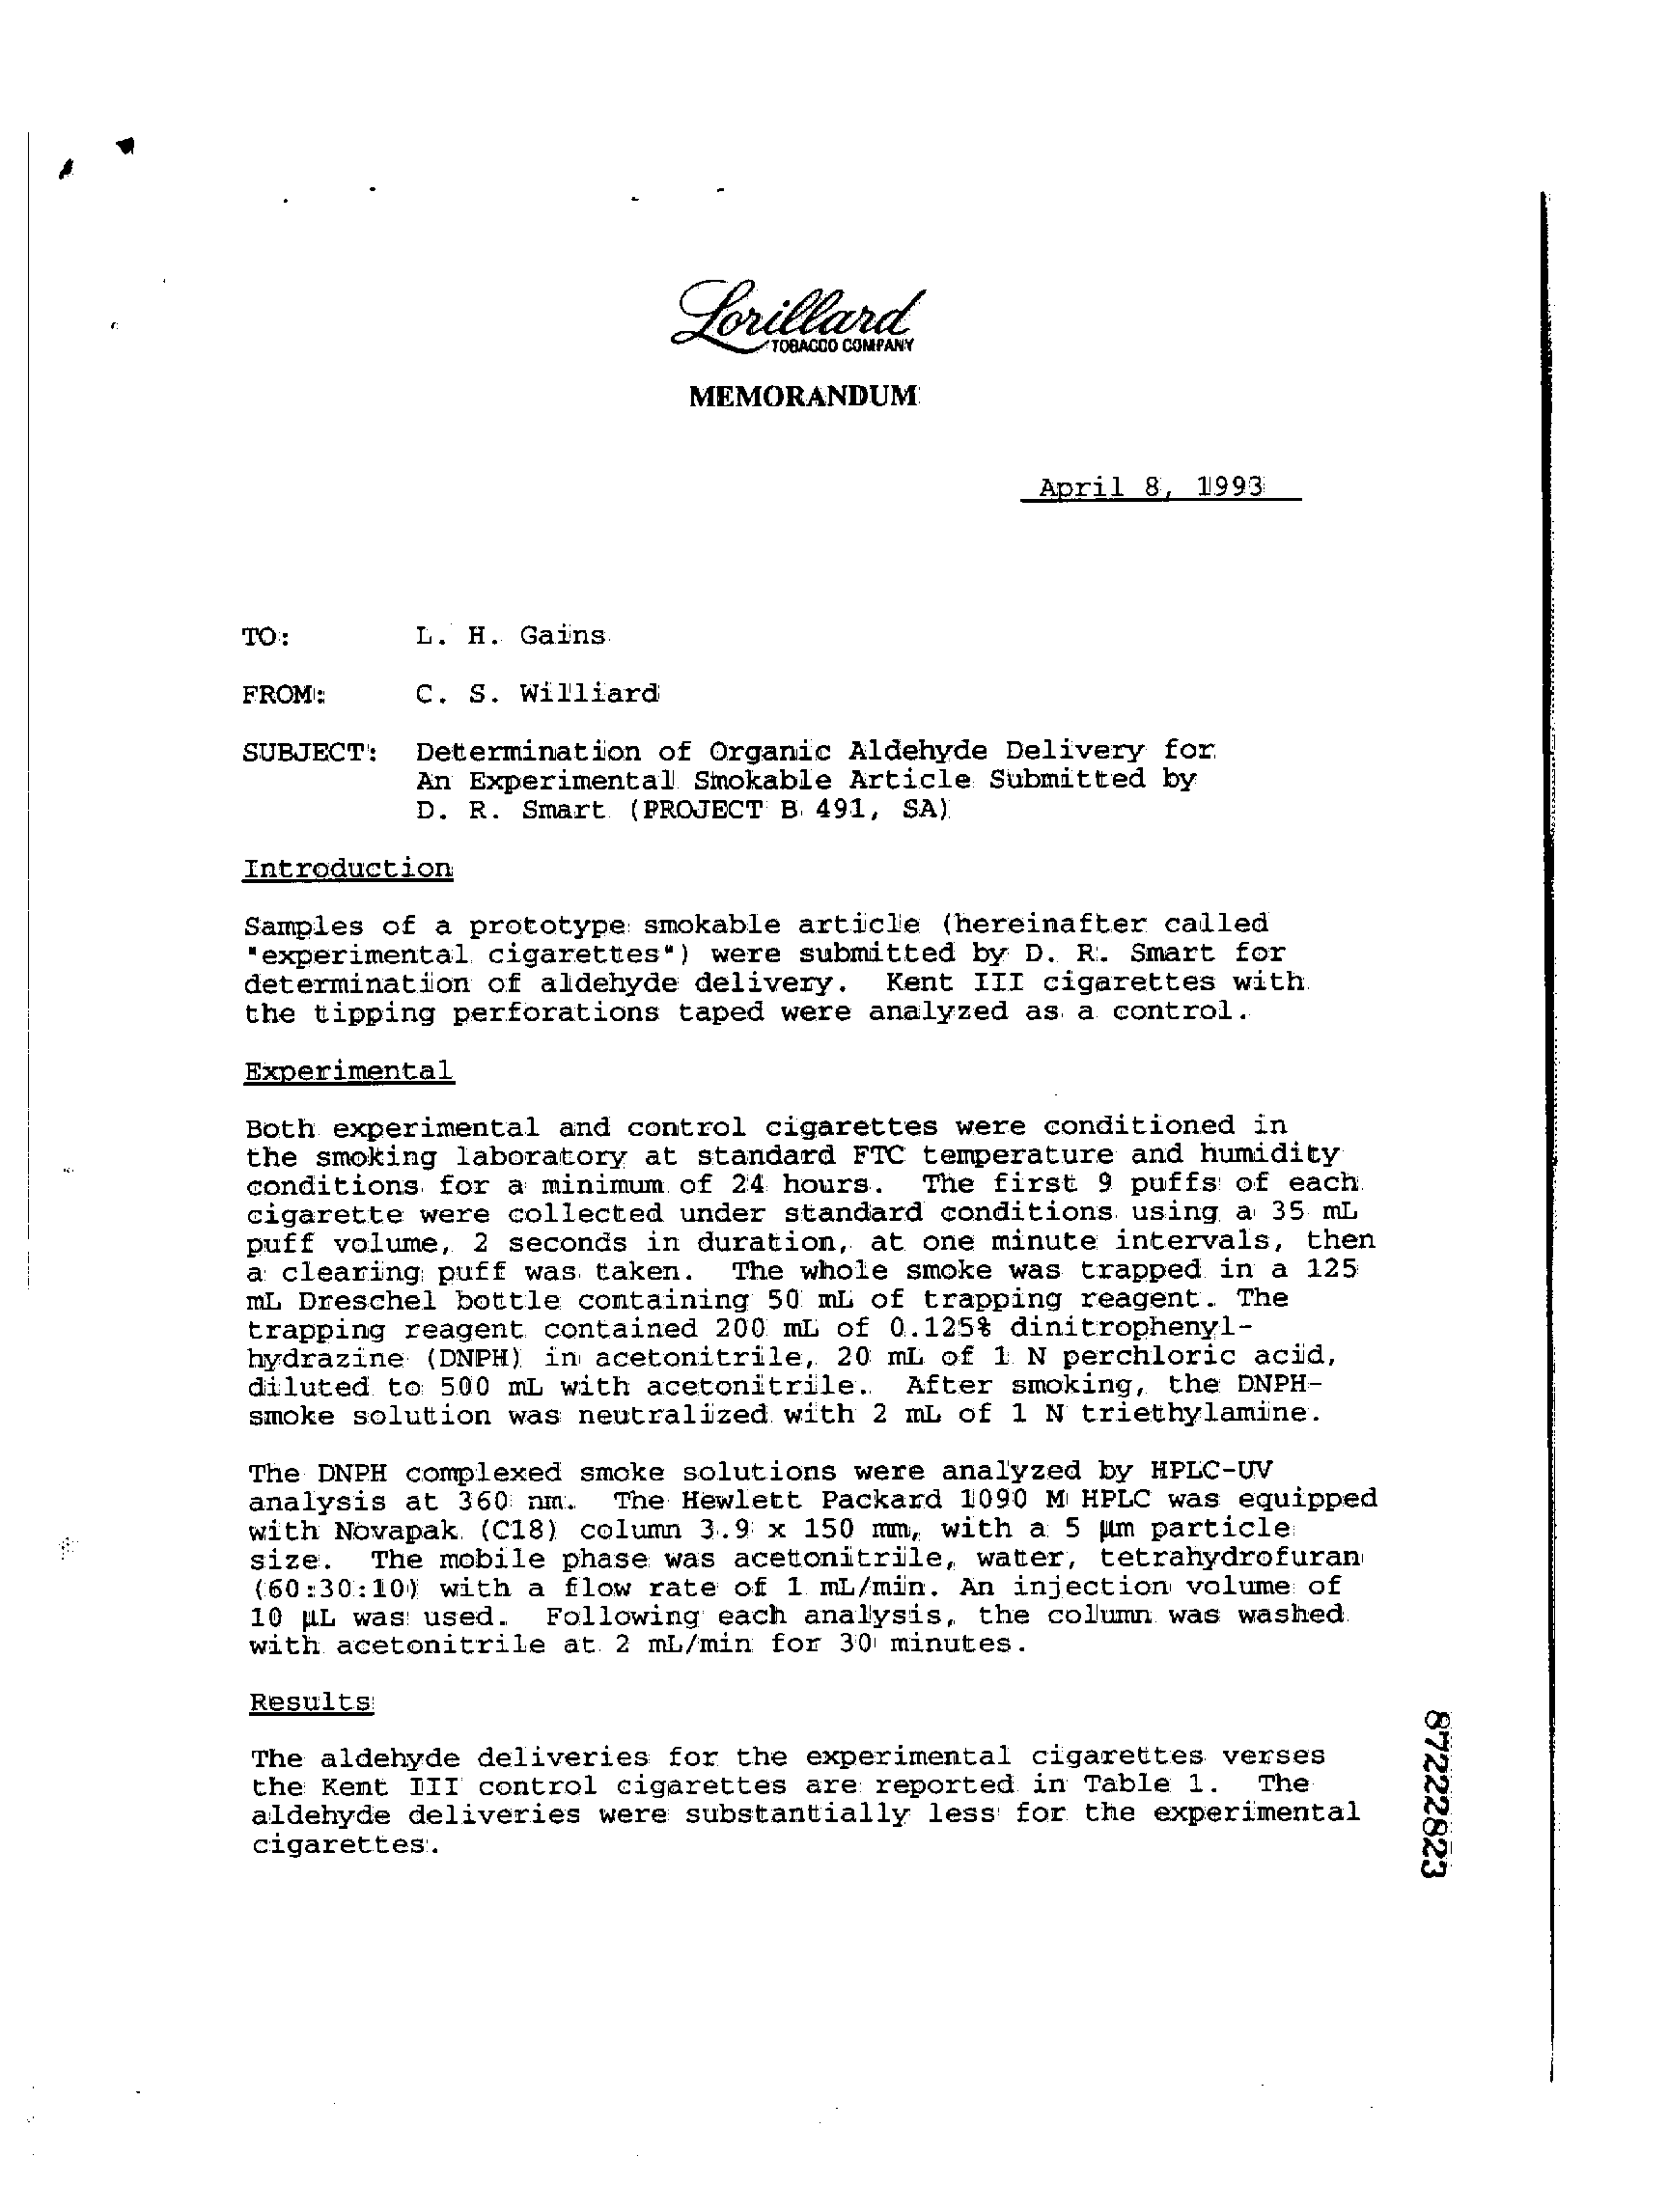 Lorillard
TOBACCO COMPANY
MEMORANDUM
April 8, 1993
TO: L. H. Gains
FROM: C. S. Williard
SUBJECT: Determination of Organic Aldehyde Delivery for
An Experimental Smokable Article Submitted by
D. R. Smart (PROJECT B 491, SA)
Introduction
Samples of a prototype smokable article (hereinafter called
"experimental cigarettes") were submitted by D. R. Smart for
determination of aldehyde delivery. Kent III cigarettes with
the tipping perforations taped were analyzed as a control.
Experimental
Both experimental and control cigarettes were conditioned in
the smoking laboratory at standard FTC temperature and humidity
conditions for a minimum of 24 hours. The first 9 puffs of each
cigarette were collected under standard conditions using a 35 mL
puff volume, 2 seconds in duration, at one minute intervals, then
a clearing puff was taken. The whole smoke was trapped in a 125
mL Dreschel bottle containing 50 mL of trapping reagent. The
trapping reagent contained 200 mL of 0.125% dinitrophenyl-
hydrazine (DNPH) in acetonitrile, 20 mL of 1 N perchloric acid,
diluted to 500 mL with acetonitrile. After smoking, the DNPH-
smoke solution was neutralized with 2 mL of 1 N triethylamine.
The DNPH complexed smoke solutions were analyzed by HPLC-UV
analysis at 360 nm. The Hewlett Packard 1090 M HPLC was equipped
with Novapak (C18) column 3.9 x 150 mm, with a 5 µm particle
size. The mobile phase was acetonitrile, water, tetrahydrofuran
(60:30:10) with a flow rate of 1 mL/min. An injection volume of
10 µL was used. Following each analysis, the column was washed
with acetonitrile at 2 mL/min for 30 minutes.
Results
The aldehyde deliveries for the experimental cigarettes verses
the Kent III control cigarettes are reported in Table 1. The
aldehyde deliveries were substantially less for the experimental
cigarettes.
87222823